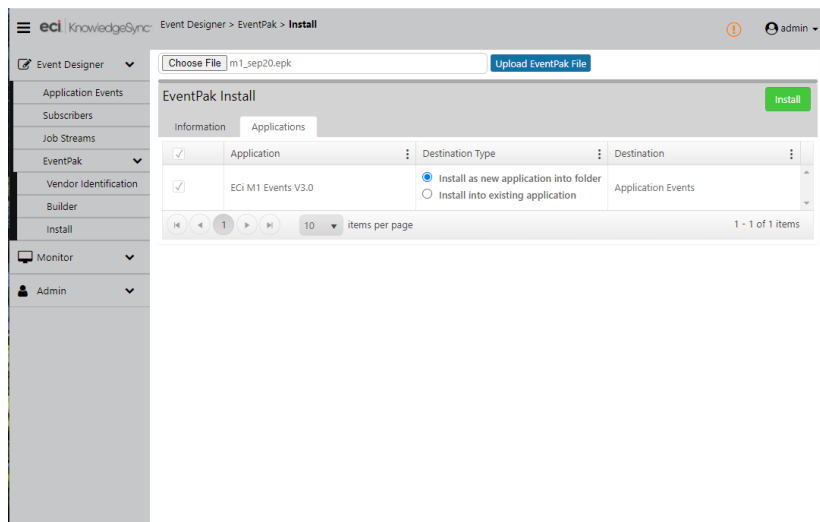 eci KnowledgeSync Event Designer > EventPak > Install admin
Event Designer
Choose File m1_sep20.epk Upload EventPak File
Application Events
EventPak Install Install
Subscribers
Information Applications
Job Streams
Application Destination Type Destination
EventPak
Vendor Identification
ECi M1 Events V3.0 Install as new application into folder Application Events
Install into existing application
Builder
Install
1 10 items per page 1 - 1 of 1 items
Monitor
Admin